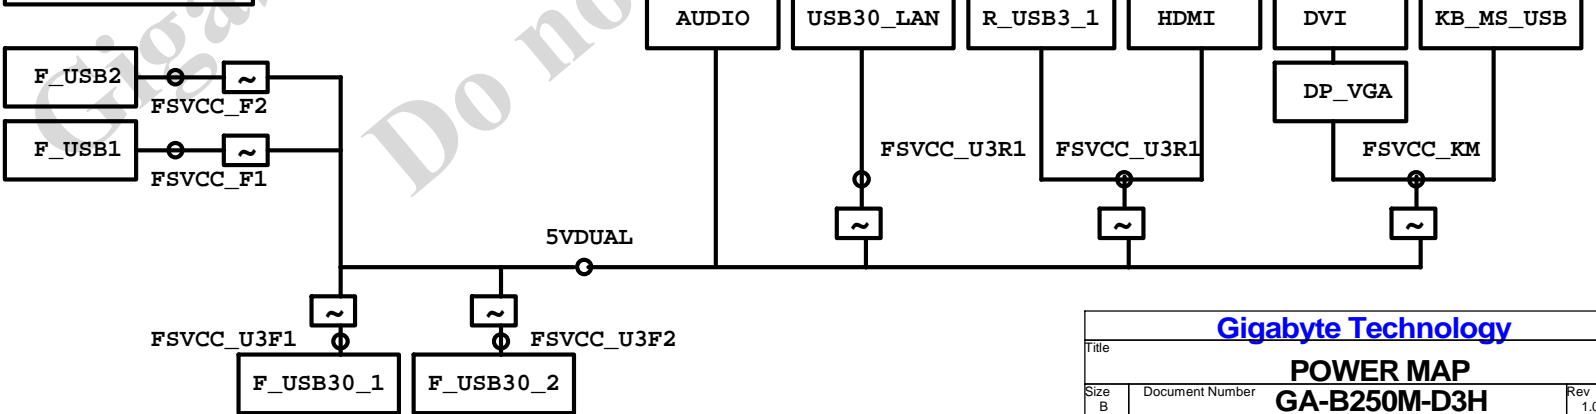 AUDIO
USB30_LAN
R_USB3_1
HDMI
DVI
KB_MS_USB
F_USB2
~
FSVCC_F2
DP_VGA
F_USB1
~
FSVCC_F1
FSVCC_U3R1
FSVCC_U3R1
FSVCC_KM
~
~
~
5VDUAL
~
~
FSVCC_U3F1
FSVCC_U3F2
F_USB30_1
F_USB30_2
Gigabyte Technology
Title
POWER MAP
Size
B
Document Number
GA-B250M-D3H
Rev
Do